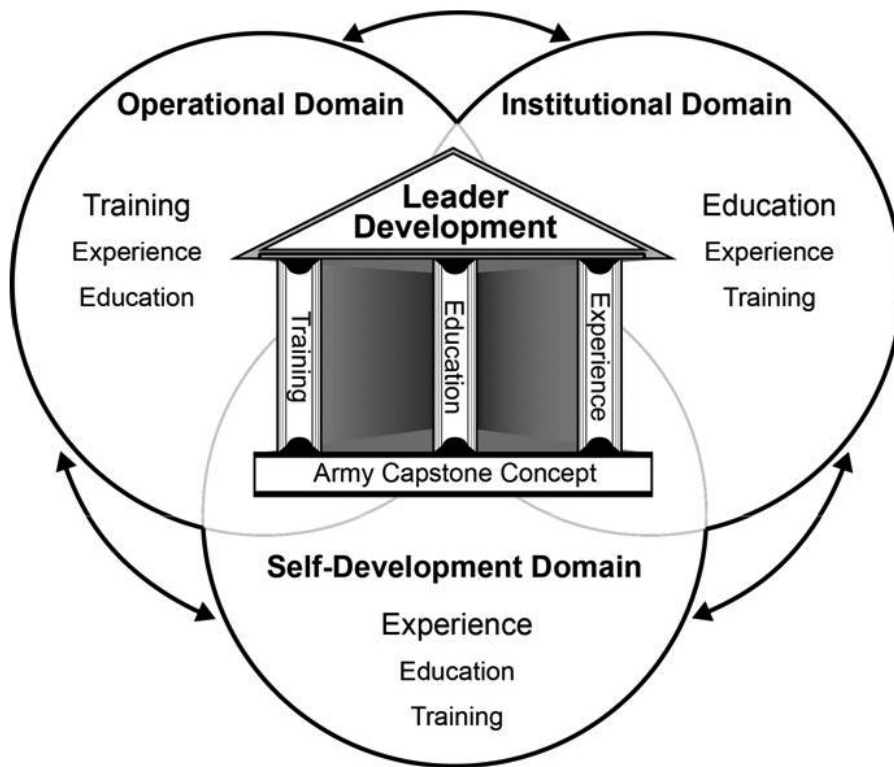 Operational Domain
Institutional Domain
Training
Experience
Education
Leader
Development
Education
Experience
Training
Training
Education
Experience
Army Capstone Concept
Self-Development Domain
Experience
Education
Training